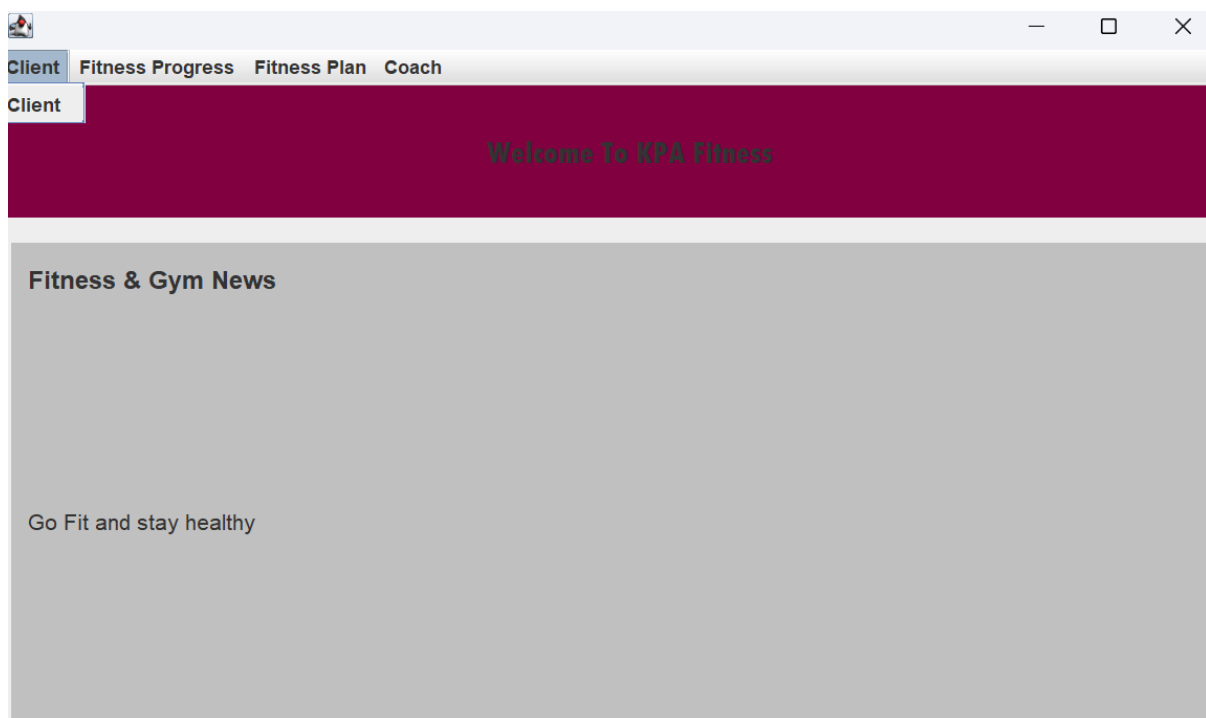 Client Fitness Progress Fitness Plan Coach
Client
Welcome To KPA Fitness
Fitness & Gym News
Go Fit and stay healthy